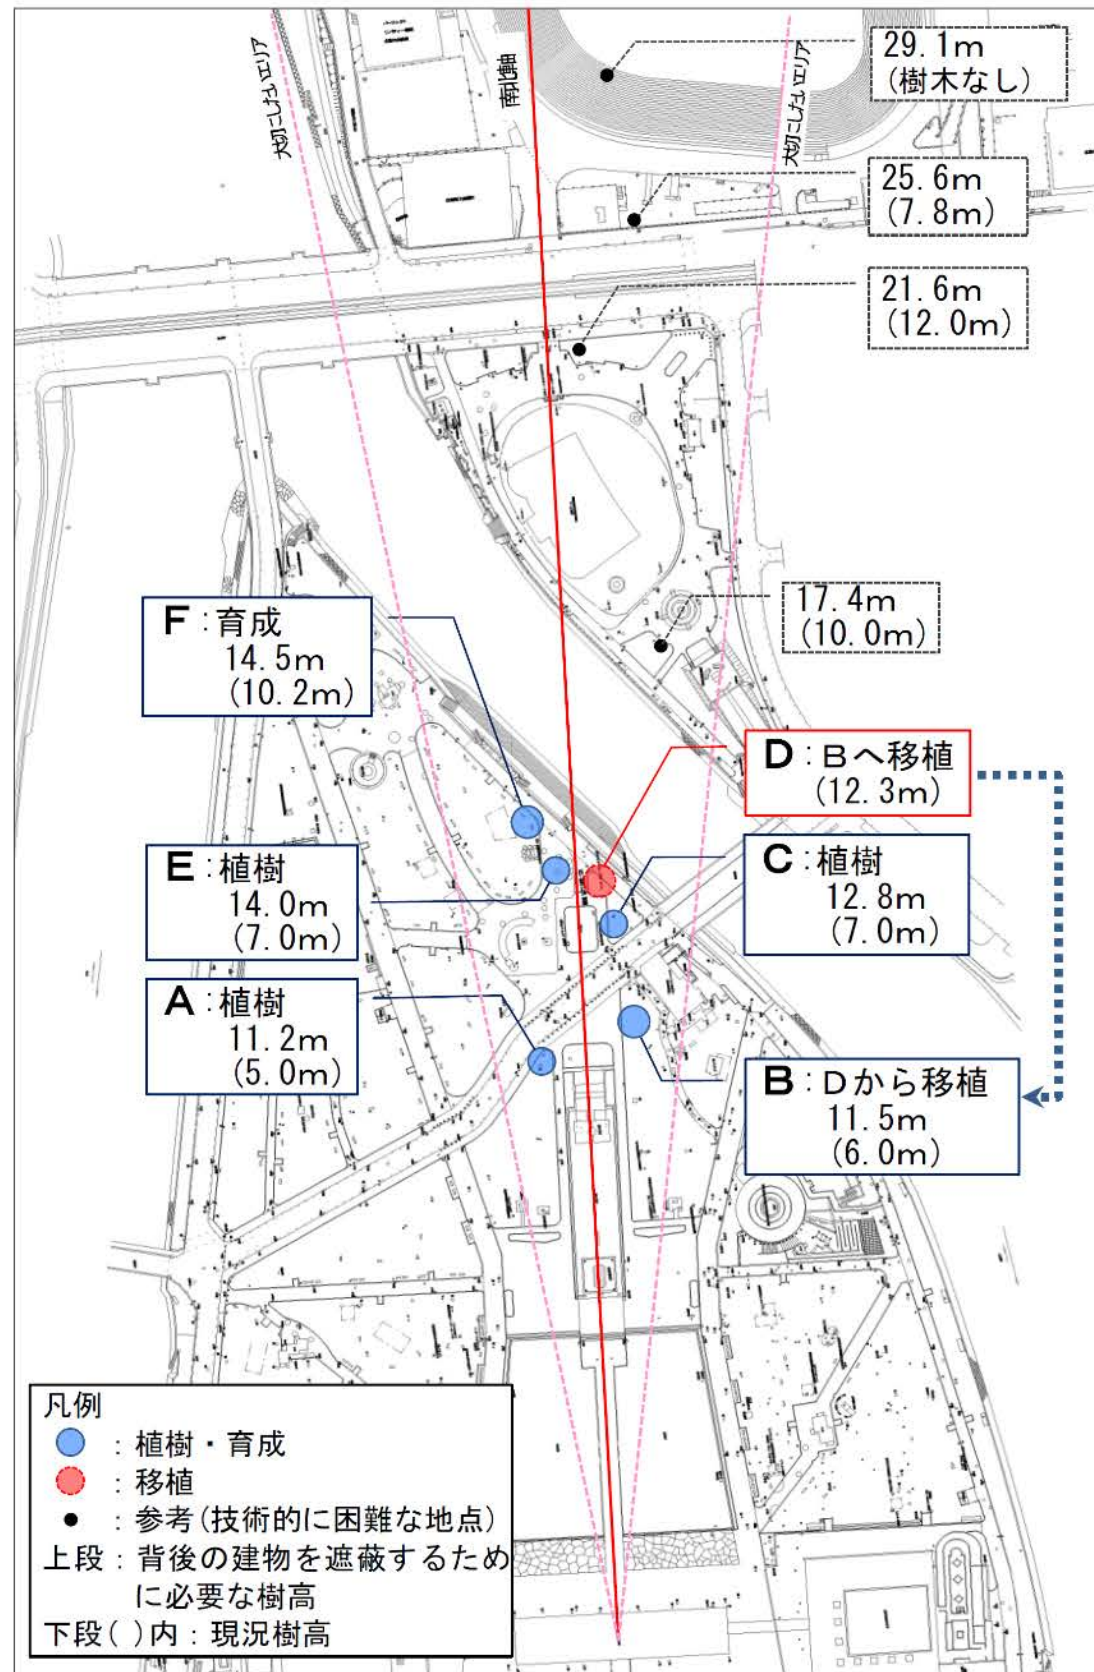 大切にしたいエリア
南北軸
大切にしたいエリア
29.1m
(樹木なし)
25.6m
(7.8m)
21.6m
(12.0m)
17.4m
(10.0m)
F：育成
14.5m
(10.2m)
D：Bへ移植
(12.3m)
E：植樹
14.0m
(7.0m)
C：植樹
12.8m
(7.0m)
A：植樹
11.2m
(5.0m)
B：Dから移植
11.5m
(6.0m)
凡例
：植樹・育成
：移植
：参考(技術的に困難な地点)
上段：背後の建物を遮蔽するため
に必要な樹高
下段( )内：現況樹高